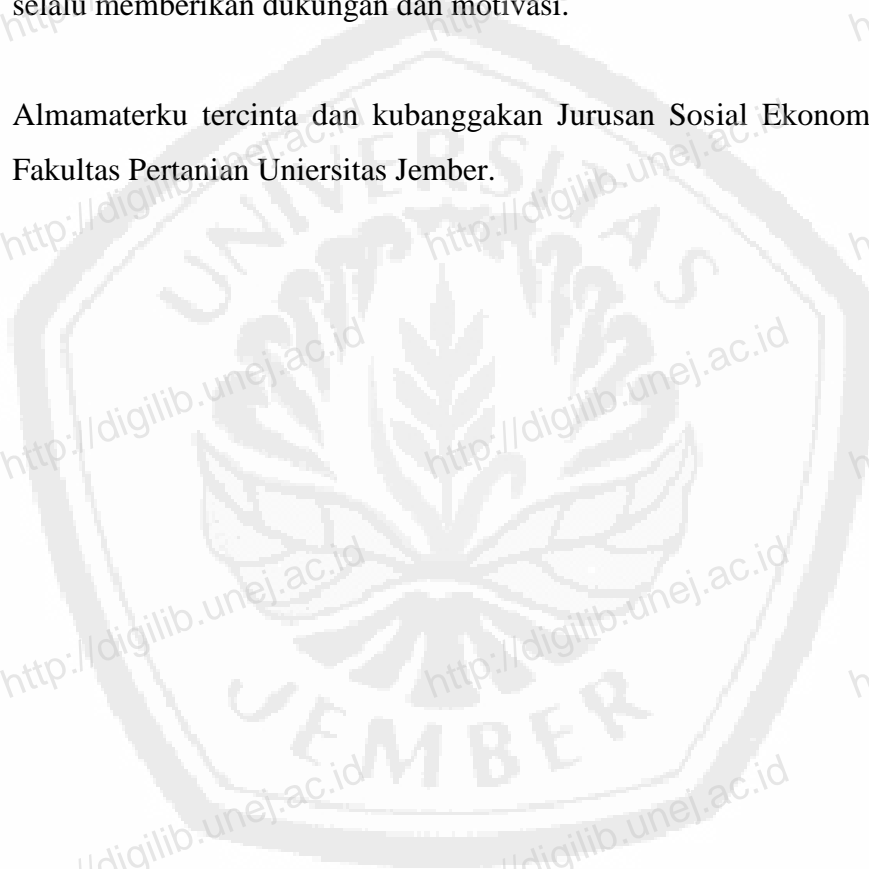 selalu memberikan dukungan dan motivasi.
Almamaterku tercinta dan kubanggakan Jurusan Sosial Ekonom
Fakultas Pertanian Uniersitas Jember.
UNIVERSITAS
JEMBER
http://digilib.unej.ac.id
http://digilib.unej.ac.id
http://digilib.unej.ac.id
http://digilib.unej.ac.id
http://digilib.unej.ac.id
http://digilib.unej.ac.id
//digilib.unej.ac.id
//digilib.unej.ac.id